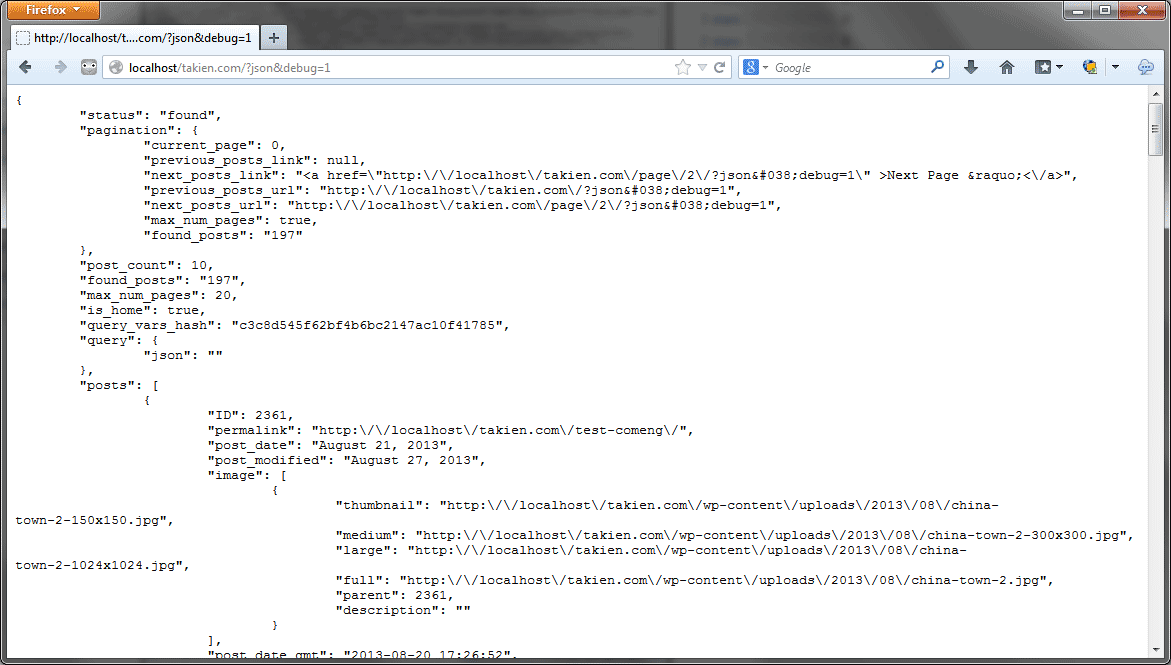 Firefox
http://localhost/t....com/?json&debug=1
localhost/takien.com/?json&debug=1
Google
{
"status": "found",
"pagination": {
"current_page": 0,
"previous_posts_link": null,
"next_posts_link": "<a href=\"http:\/\/localhost\/takien.com\/page\/2\/?json&#038;debug=1\" >Next Page &raquo;<\/a>",
"previous_posts_url": "http:\/\/localhost\/takien.com\/?json&#038;debug=1",
"next_posts_url": "http:\/\/localhost\/takien.com\/page\/2\/?json&#038;debug=1",
"max_num_pages": true,
"found_posts": "197"
},
"post_count": 10,
"found_posts": "197",
"max_num_pages": 20,
"is_home": true,
"query_vars_hash": "c3c8d545f62bf4b6bc2147ac10f41785",
"query": {
"json": ""
},
"posts": [
{
"ID": 2361,
"permalink": "http:\/\/localhost\/takien.com\/test-comeng\/",
"post_date": "August 21, 2013",
"post_modified": "August 27, 2013",
"image": [
{
"thumbnail": "http:\/\/localhost\/takien.com\/wp-content\/uploads\/2013\/08\/china-
town-2-150x150.jpg",
"medium": "http:\/\/localhost\/takien.com\/wp-content\/uploads\/2013\/08\/china-town-2-300x300.jpg",
"large": "http:\/\/localhost\/takien.com\/wp-content\/uploads\/2013\/08\/china-
town-2-1024x1024.jpg",
"full": "http:\/\/localhost\/takien.com\/wp-content\/uploads\/2013\/08\/china-town-2.jpg",
"parent": 2361,
"description": ""
}
],
"post_date_gmt": "2013-08-20 17:26:52",